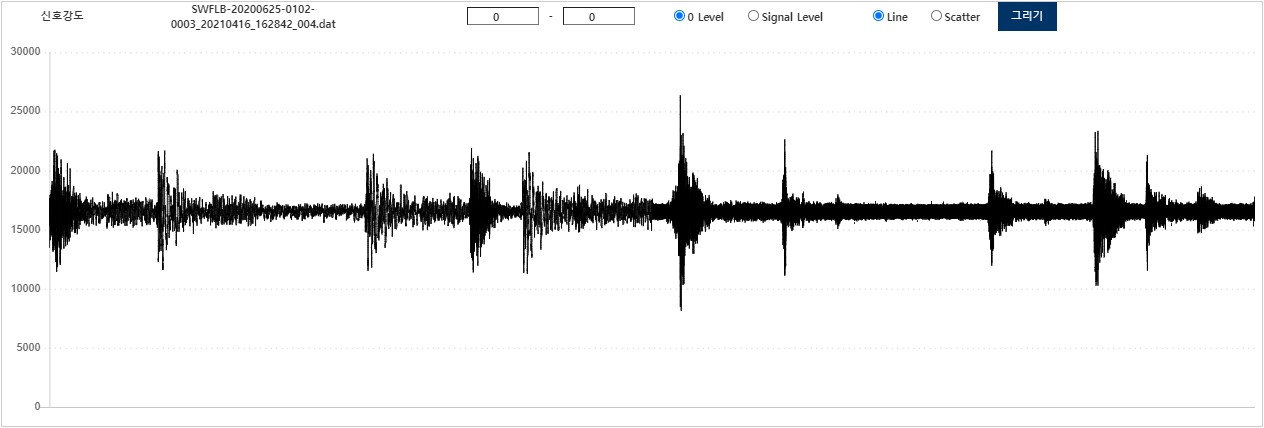 신호강도
SWFLB-20200625-0102-
0003_20210416_162842_004.dat
0 - 0
0 Level Signal Level
Line Scatter
그리기
30000
25000
20000
15000
10000
5000
0